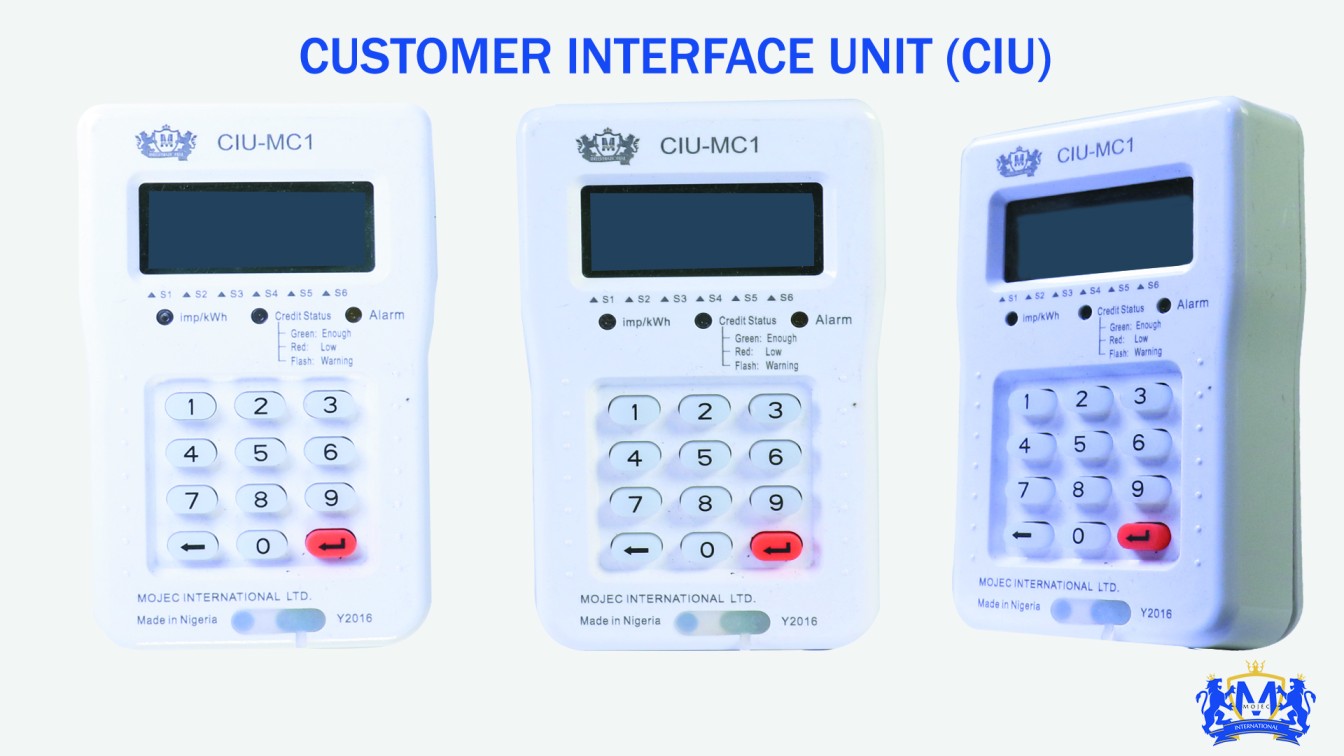 CUSTOMER INTERFACE UNIT (CIU)
M
CIU-MC1
▲ S1 ▲ S2 ▲ S3 ▲ S4 ▲ S5 ▲ S6
imp/kWh Credit Status Alarm
Green: Enough
Red: Low
Flash: Warning
1 2 3
4 5 6
7 8 9
← 0 ↵
MOJEC INTERNATIONAL LTD.
Made in Nigeria Y2016
M
CIU-MC1
▲ S1 ▲ S2 ▲ S3 ▲ S4 ▲ S5 ▲ S6
imp/kWh Credit Status Alarm
Green: Enough
Red: Low
Flash: Warning
1 2 3
4 5 6
7 8 9
← 0 ↵
MOJEC INTERNATIONAL LTD.
Made in Nigeria Y2016
M
CIU-MC1
▲ S1 ▲ S2 ▲ S3 ▲ S4 ▲ S5 ▲ S6
imp/kWh Credit Status Alarm
Green: Enough
Red: Low
Flash: Warning
1 2 3
4 5 6
7 8 9
← 0 ↵
MOJEC INTERNATIONAL LTD.
Made in Nigeria Y2016
M
MOJEC
INTERNATIONAL